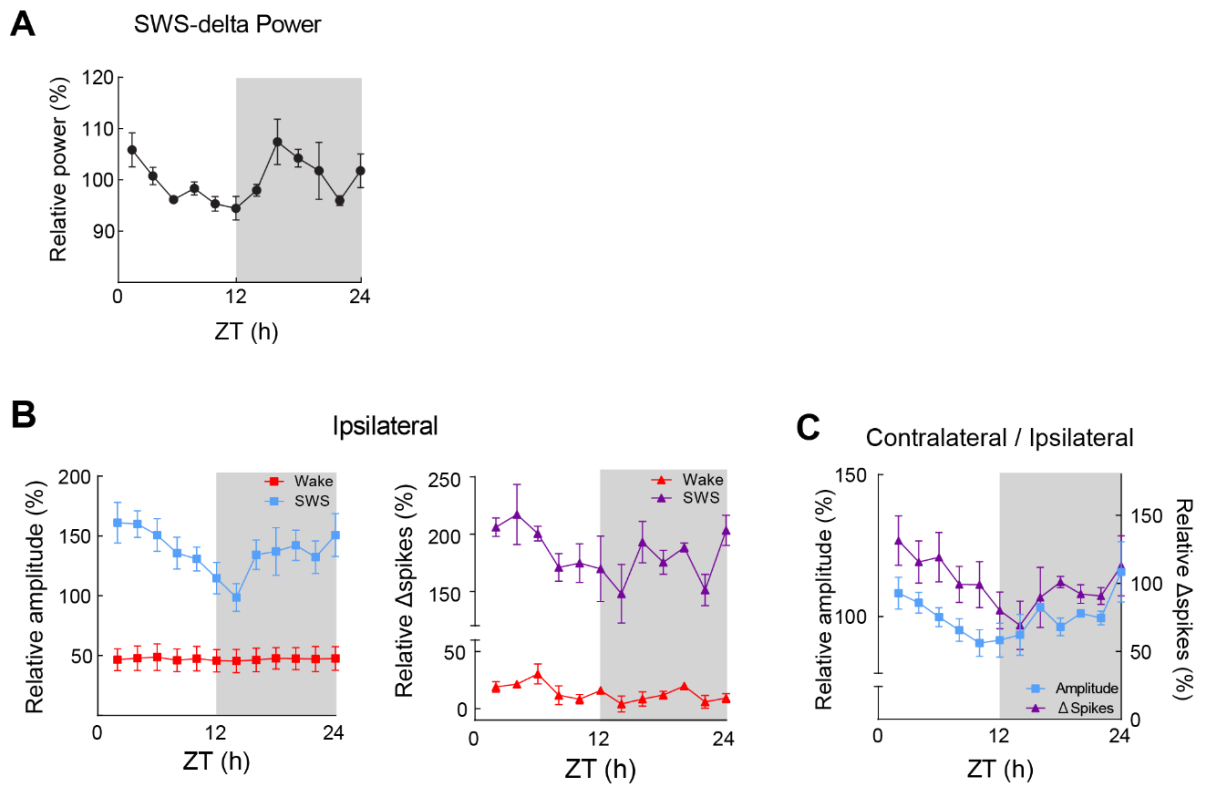 A
SWS-delta Power
Relative power (%)
120
110
100
90
0
12
24
ZT (h)
B
Ipsilateral
Relative amplitude (%)
200
150
100
50
0
12
24
ZT (h)
Wake
SWS
Relative Δspikes (%)
250
200
150
50
0
0
12
24
ZT (h)
Wake
SWS
C
Contralateral / Ipsilateral
Relative amplitude (%)
150
100
0
12
24
ZT (h)
Amplitude
Δ Spikes
150
100
50
0
Relative Δspikes (%)